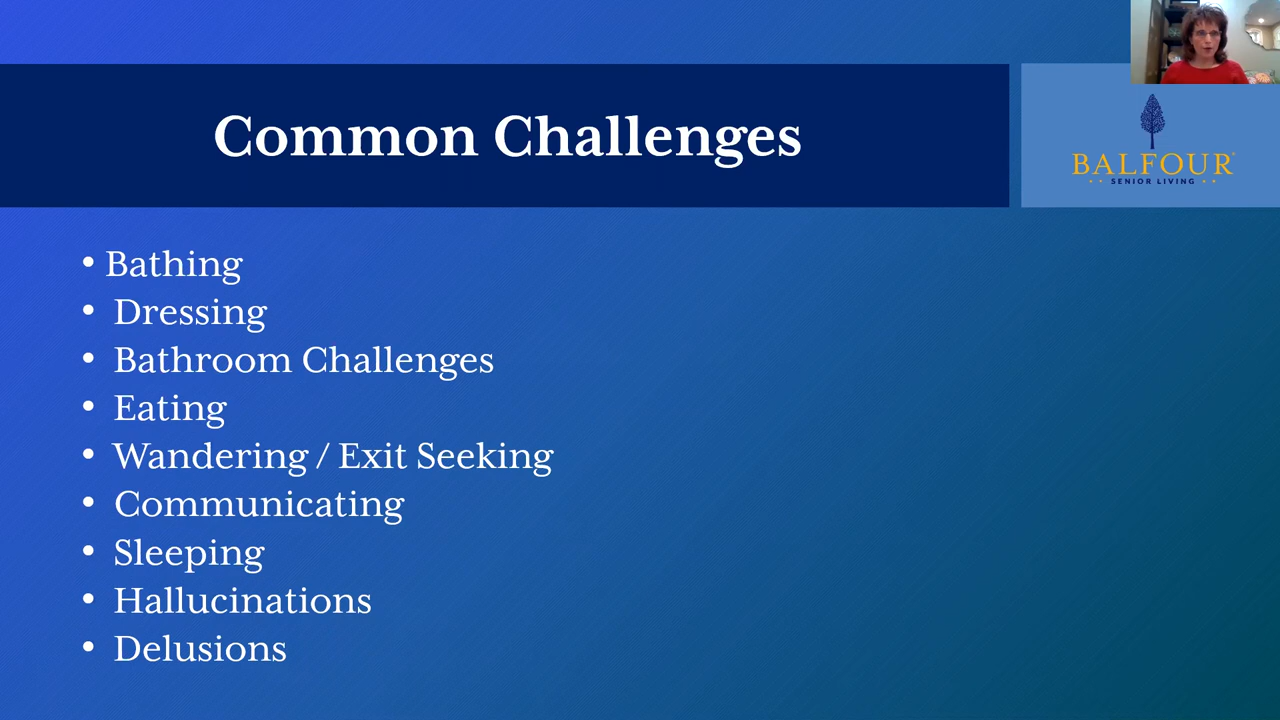 Common Challenges
BALFOUR
SENIOR LIVING
• Bathing
• Dressing
• Bathroom Challenges
• Eating
• Wandering / Exit Seeking
• Communicating
• Sleeping
• Hallucinations
• Delusions